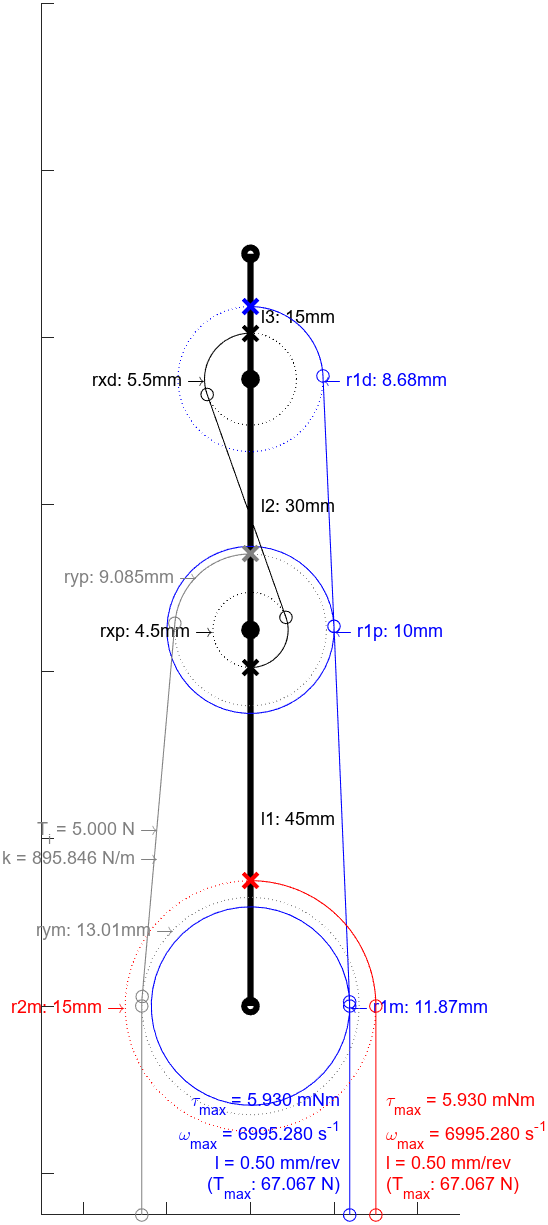 l3: 15mm
rxd: 5.5mm
r1d: 8.68mm
l2: 30mm
ryp: 9.085mm
rxp: 4.5mm
r1p: 10mm
l1: 45mm
= 5.000 N
k = 895.846 N/m
rym: 13.01mm
r2m: 15mm
r1m: 11.87mm
τmax = 5.930 mNm
ωmax = 6995.280 s-1
l = 0.50 mm/rev
(Tmax: 67.067 N)
τmax = 5.930 mNm
ωmax = 6995.280 s-1
l = 0.50 mm/rev
(Tmax: 67.067 N)